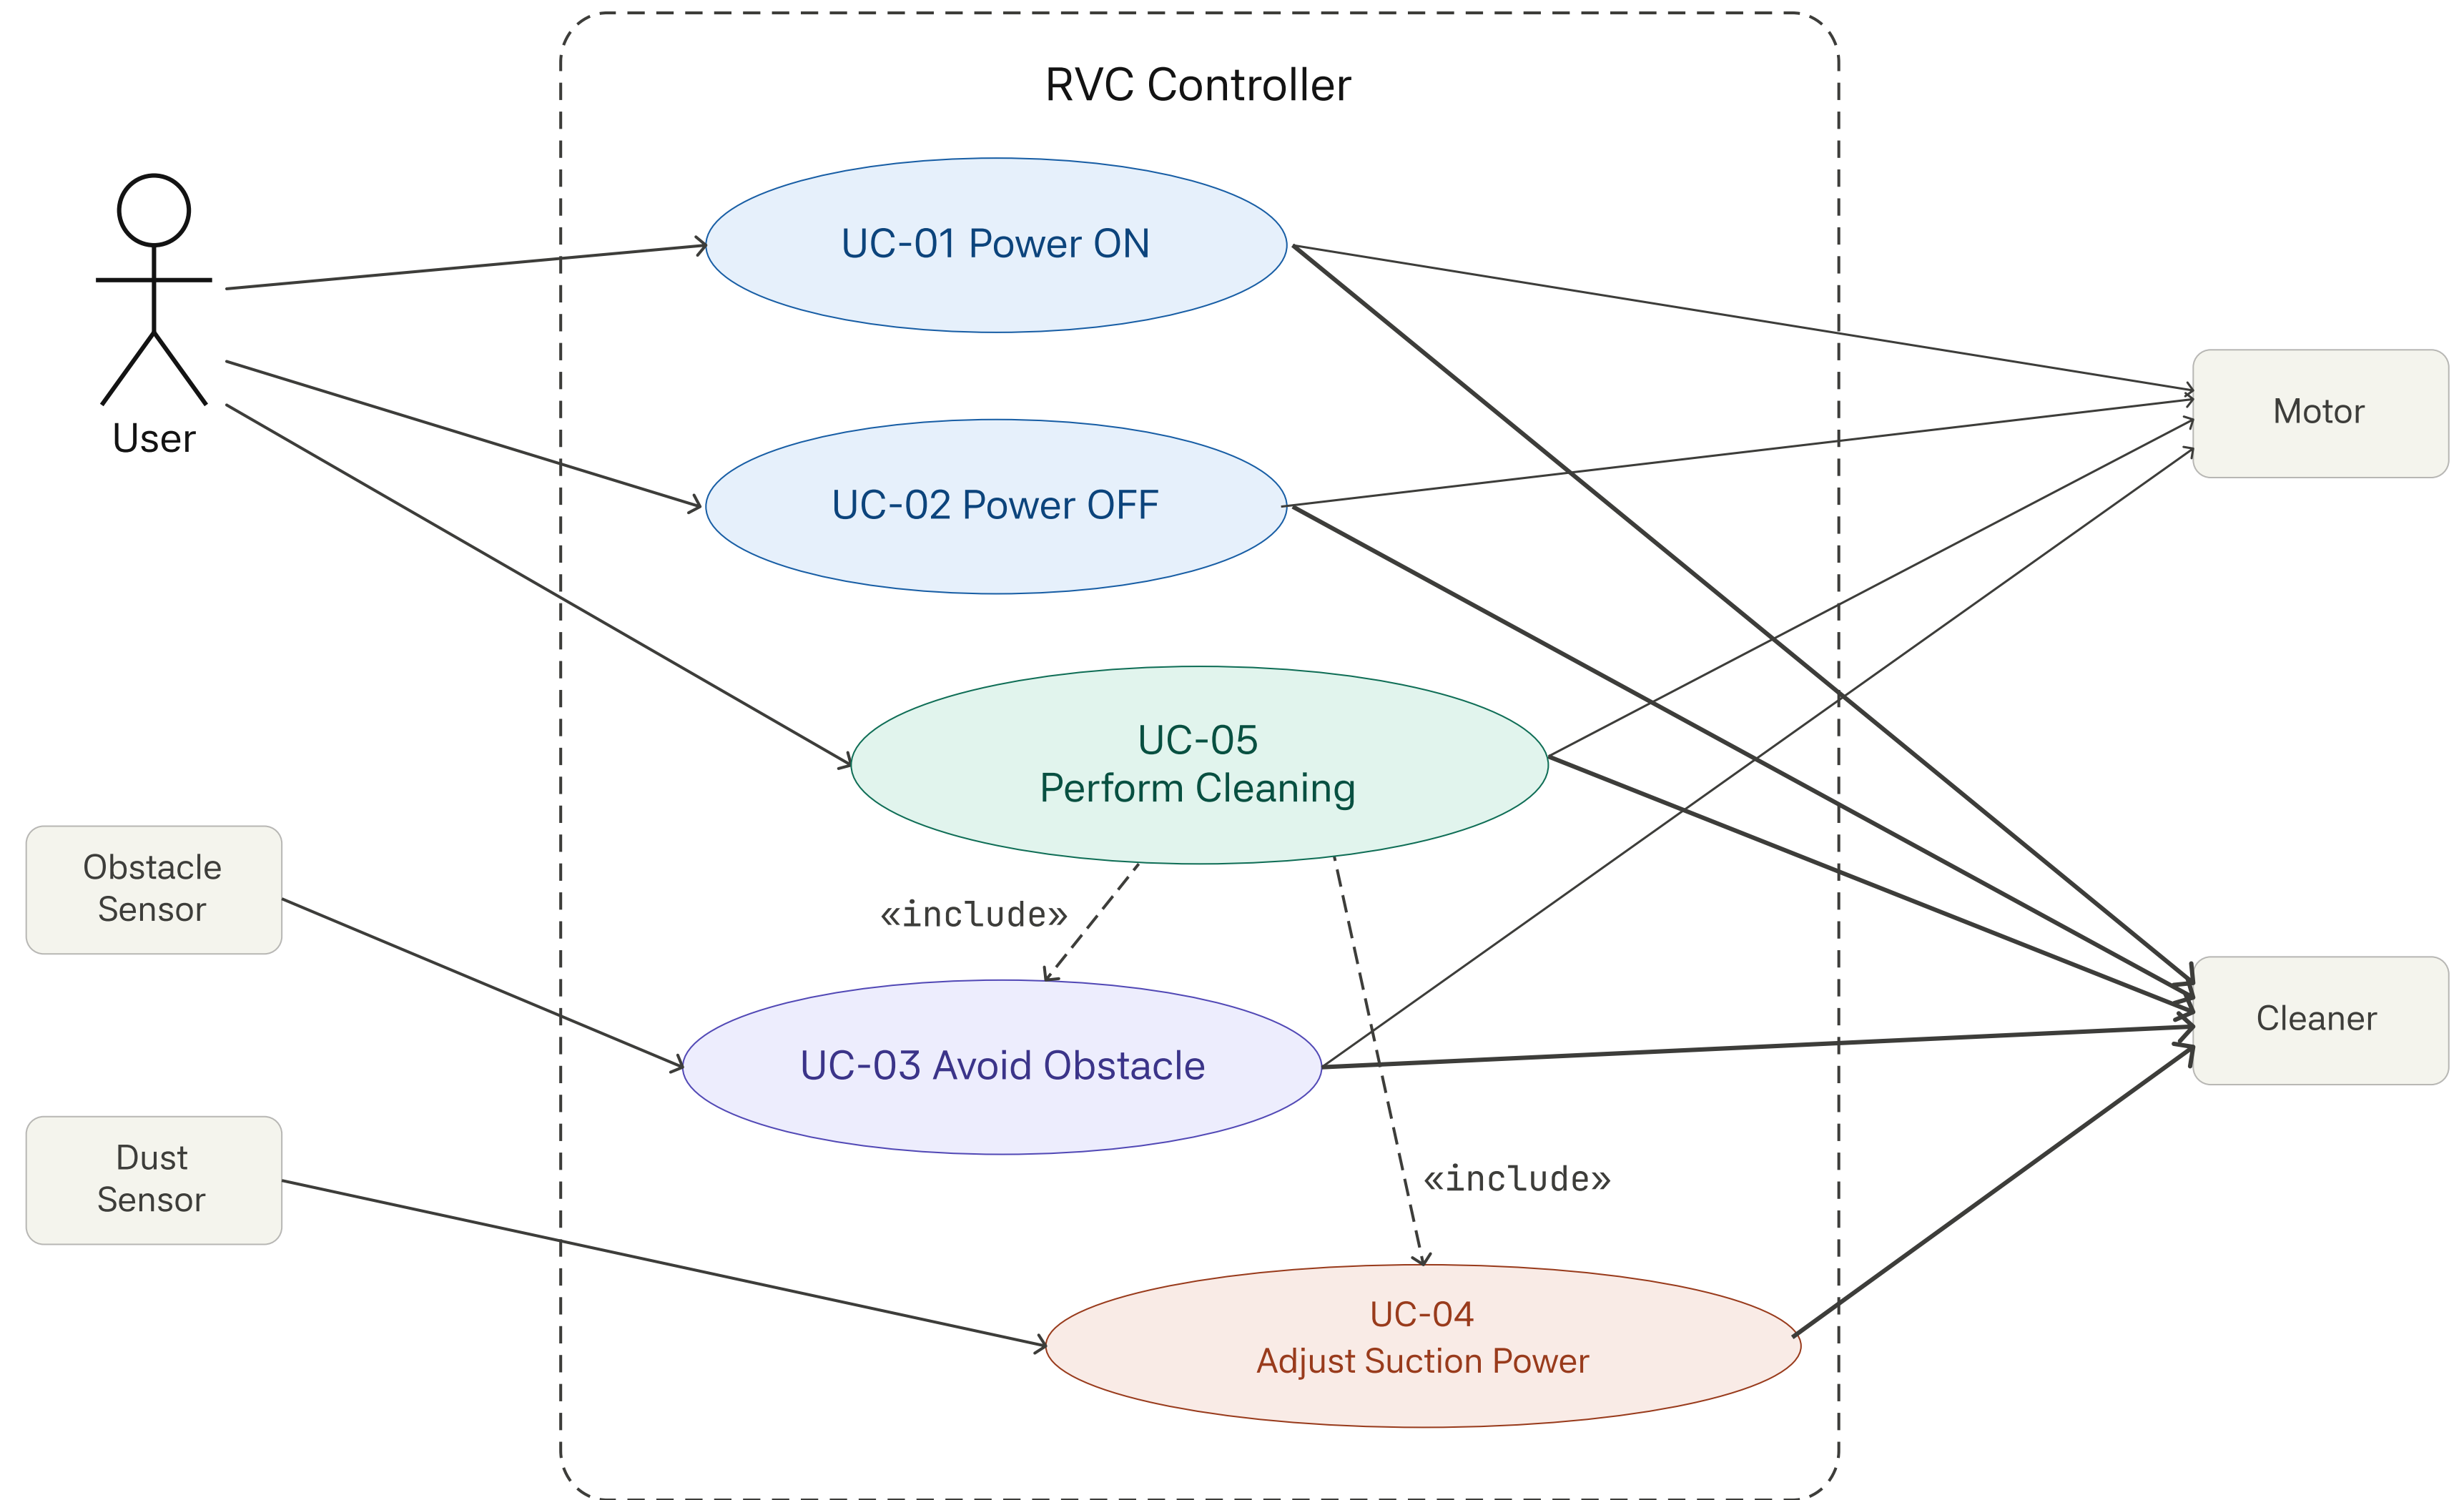 RVC Controller
UC-01 Power ON
User
UC-02 Power OFF
Motor
UC-05
Perform Cleaning
Obstacle
Sensor
«include»
Cleaner
UC-03 Avoid Obstacle
Dust
Sensor
«include»
UC-04
Adjust Suction Power